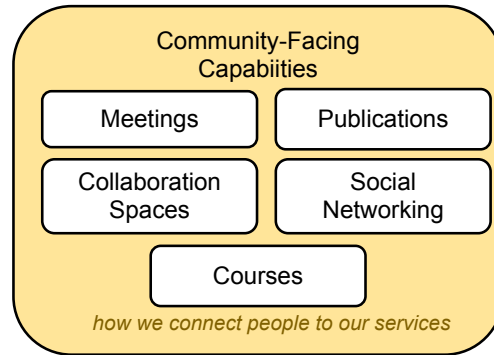 Community-Facing
Capabiities
Meetings
Publications
Collaboration
Spaces
Social
Networking
Courses
how we connect people to our services